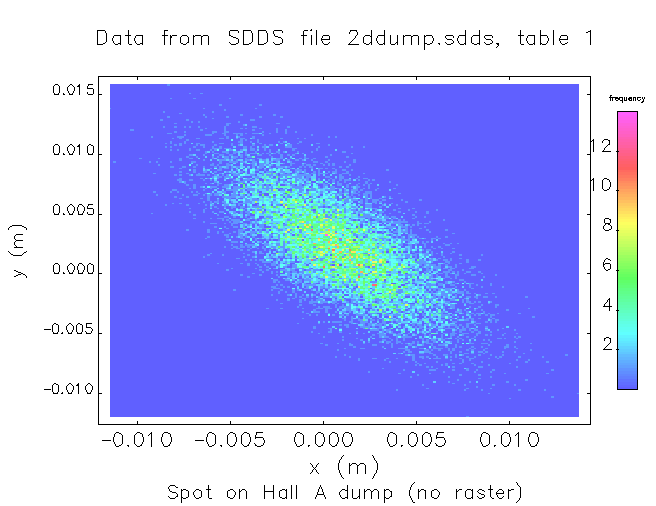 Data from SDDS file 2ddump.sdds, table 1
frequency
0.015
0.010
0.005
0.000
-0.005
-0.010
y (m)
12
10
8
6
4
2
-0.010 -0.005 0.000 0.005 0.010
x (m)
Spot on Hall A dump (no raster)